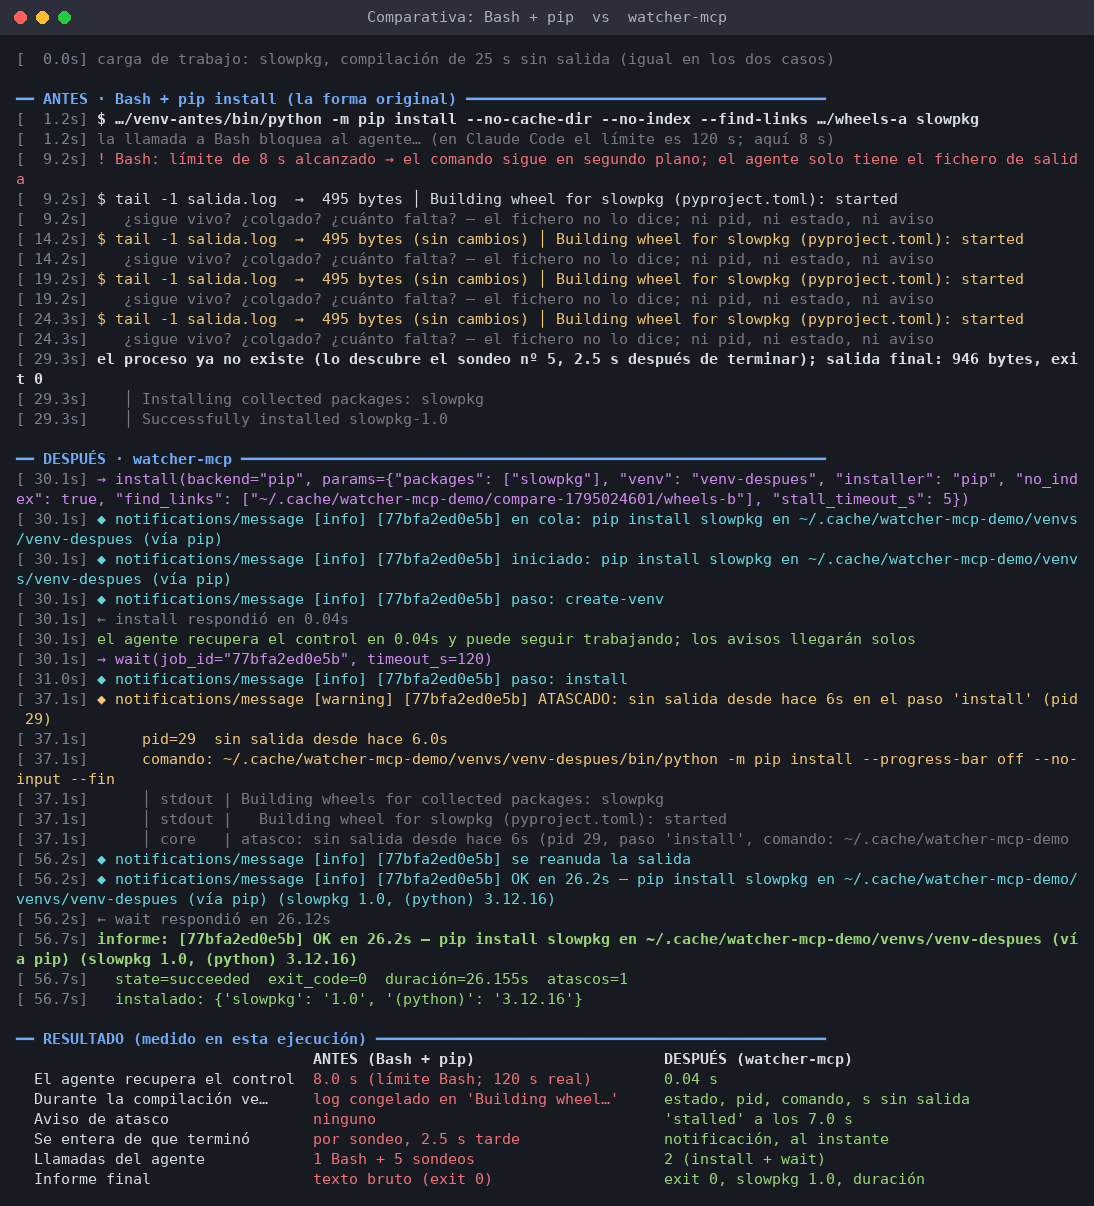 Comparativa: Bash + pip  vs  watcher-mcp
[  0.0s] carga de trabajo: slowpkg, compilación de 25 s sin salida (igual en los dos casos)
━━ ANTES · Bash + pip install (la forma original) ━━━━━━━━━━━━━━━━━━━━━━━━━━━━━━━━━━━━━━━━
[  1.2s] $ …/venv-antes/bin/python -m pip install --no-cache-dir --no-index --find-links …/wheels-a slowpkg
[  1.2s] la llamada a Bash bloquea al agente… (en Claude Code el límite es 120 s; aquí 8 s)
[  9.2s] ! Bash: límite de 8 s alcanzado → el comando sigue en segundo plano; el agente solo tiene el fichero de salid
a
[  9.2s] $ tail -1 salida.log  →  495 bytes │ Building wheel for slowpkg (pyproject.toml): started
[  9.2s]    ¿sigue vivo? ¿colgado? ¿cuánto falta? — el fichero no lo dice; ni pid, ni estado, ni aviso
[ 14.2s] $ tail -1 salida.log  →  495 bytes (sin cambios) │ Building wheel for slowpkg (pyproject.toml): started
[ 14.2s]    ¿sigue vivo? ¿colgado? ¿cuánto falta? — el fichero no lo dice; ni pid, ni estado, ni aviso
[ 19.2s] $ tail -1 salida.log  →  495 bytes (sin cambios) │ Building wheel for slowpkg (pyproject.toml): started
[ 19.2s]    ¿sigue vivo? ¿colgado? ¿cuánto falta? — el fichero no lo dice; ni pid, ni estado, ni aviso
[ 24.3s] $ tail -1 salida.log  →  495 bytes (sin cambios) │ Building wheel for slowpkg (pyproject.toml): started
[ 24.3s]    ¿sigue vivo? ¿colgado? ¿cuánto falta? — el fichero no lo dice; ni pid, ni estado, ni aviso
[ 29.3s] el proceso ya no existe (lo descubre el sondeo nº 5, 2.5 s después de terminar); salida final: 946 bytes, exi
t 0
[ 29.3s]    │ Installing collected packages: slowpkg
[ 29.3s]    │ Successfully installed slowpkg-1.0
━━ DESPUÉS · watcher-mcp ━━━━━━━━━━━━━━━━━━━━━━━━━━━━━━━━━━━━━━━━━━━━━━━━━━━━━━━━━━━━━━━━━
[ 30.1s] → install(backend="pip", params={"packages": ["slowpkg"], "venv": "venv-despues", "installer": "pip", "no_ind
ex": true, "find_links": ["~/.cache/watcher-mcp-demo/compare-1795024601/wheels-b"], "stall_timeout_s": 5})
[ 30.1s] ◆ notifications/message [info] [77bfa2ed0e5b] en cola: pip install slowpkg en ~/.cache/watcher-mcp-demo/venvs
/venv-despues (vía pip)
[ 30.1s] ◆ notifications/message [info] [77bfa2ed0e5b] iniciado: pip install slowpkg en ~/.cache/watcher-mcp-demo/venv
s/venv-despues (vía pip)
[ 30.1s] ◆ notifications/message [info] [77bfa2ed0e5b] paso: create-venv
[ 30.1s] ← install respondió en 0.04s
[ 30.1s] el agente recupera el control en 0.04s y puede seguir trabajando; los avisos llegarán solos
[ 30.1s] → wait(job_id="77bfa2ed0e5b", timeout_s=120)
[ 31.0s] ◆ notifications/message [info] [77bfa2ed0e5b] paso: install
[ 37.1s] ◆ notifications/message [warning] [77bfa2ed0e5b] ATASCADO: sin salida desde hace 6s en el paso 'install' (pid
 29)
[ 37.1s]      pid=29  sin salida desde hace 6.0s
[ 37.1s]      comando: ~/.cache/watcher-mcp-demo/venvs/venv-despues/bin/python -m pip install --progress-bar off --no-
input --fin
[ 37.1s]      │ stdout | Building wheels for collected packages: slowpkg
[ 37.1s]      │ stdout |   Building wheel for slowpkg (pyproject.toml): started
[ 37.1s]      │ core   | atasco: sin salida desde hace 6s (pid 29, paso 'install', comando: ~/.cache/watcher-mcp-demo
[ 56.2s] ◆ notifications/message [info] [77bfa2ed0e5b] se reanuda la salida
[ 56.2s] ◆ notifications/message [info] [77bfa2ed0e5b] OK en 26.2s — pip install slowpkg en ~/.cache/watcher-mcp-demo/
venvs/venv-despues (vía pip) (slowpkg 1.0, (python) 3.12.16)
[ 56.2s] ← wait respondió en 26.12s
[ 56.7s] informe: [77bfa2ed0e5b] OK en 26.2s — pip install slowpkg en ~/.cache/watcher-mcp-demo/venvs/venv-despues (ví
a pip) (slowpkg 1.0, (python) 3.12.16)
[ 56.7s]   state=succeeded  exit_code=0  duración=26.155s  atascos=1
[ 56.7s]   instalado: {'slowpkg': '1.0', '(python)': '3.12.16'}
━━ RESULTADO (medido en esta ejecución) ━━━━━━━━━━━━━━━━━━━━━━━━━━━━━━━━━━━━━━━━━━━━━━━━━━
ANTES (Bash + pip)                     DESPUÉS (watcher-mcp)
El agente recupera el control  8.0 s (límite Bash; 120 s real)        0.04 s
Durante la compilación ve…     log congelado en 'Building wheel…'     estado, pid, comando, s sin salida
Aviso de atasco                ninguno                                'stalled' a los 7.0 s
Se entera de que terminó       por sondeo, 2.5 s tarde                notificación, al instante
Llamadas del agente            1 Bash + 5 sondeos                     2 (install + wait)
Informe final                  texto bruto (exit 0)                   exit 0, slowpkg 1.0, duración